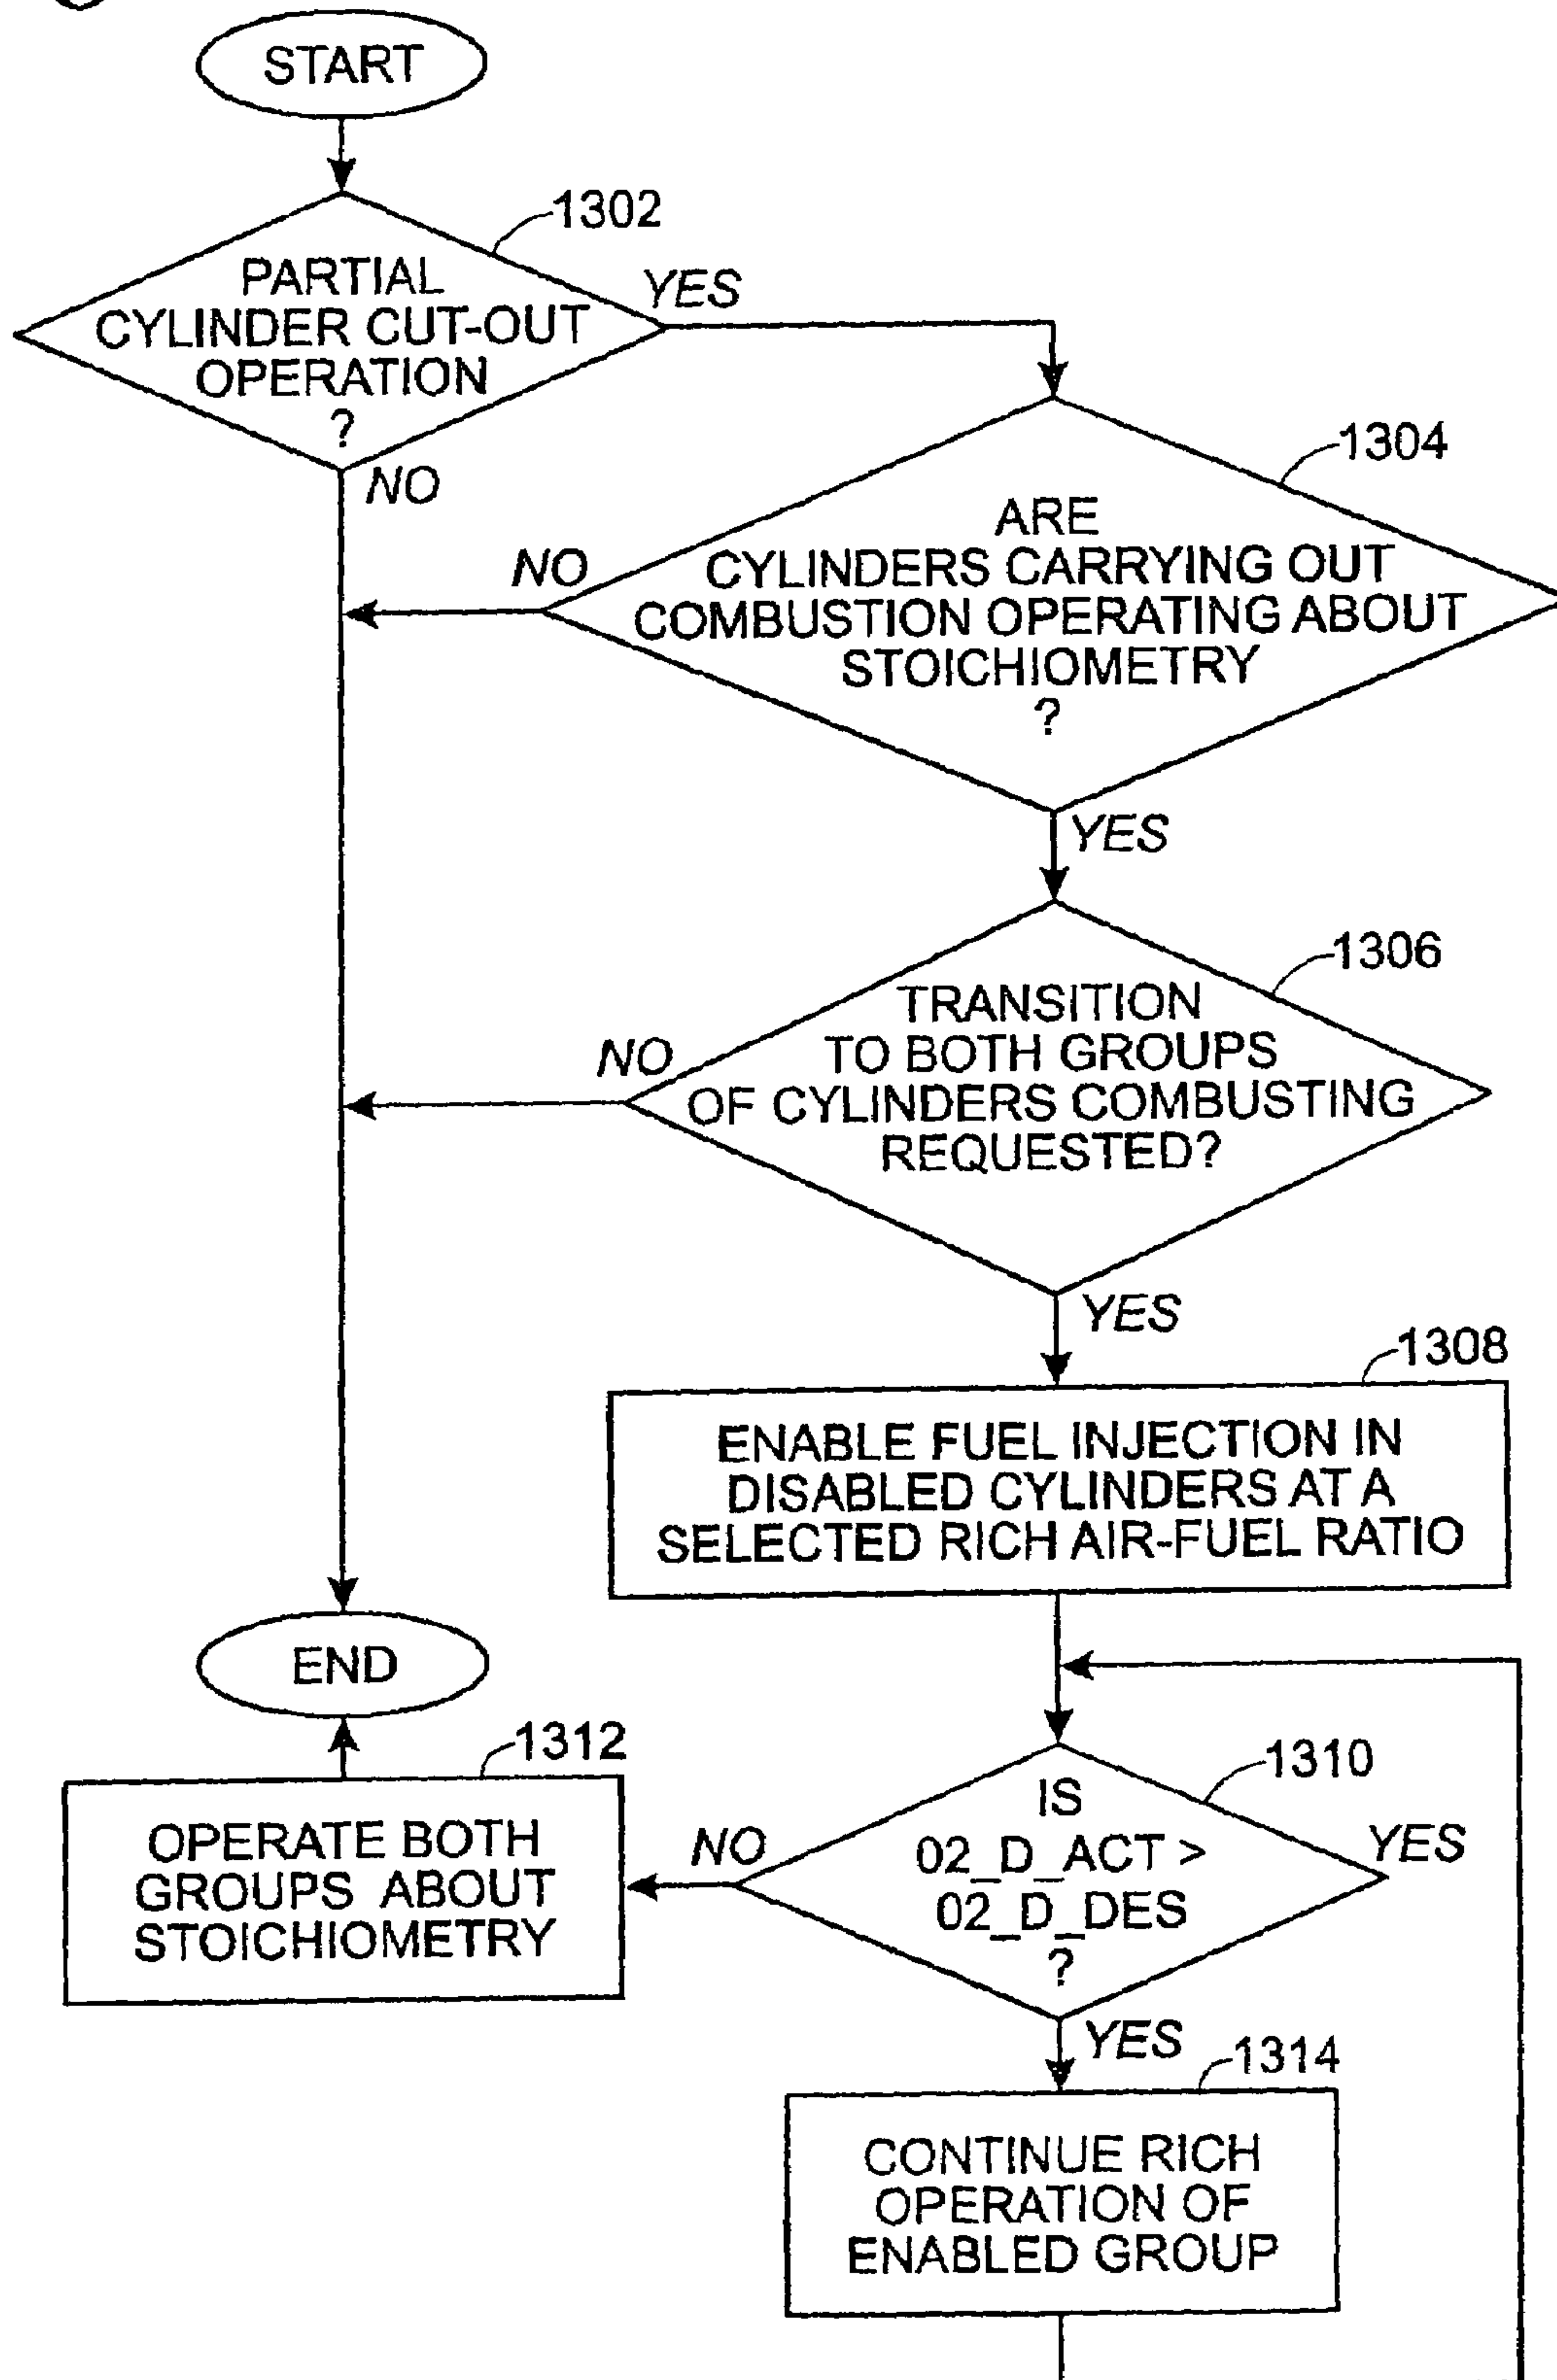 START
1302
PARTIAL
CYLINDER CUT-OUT
OPERATION
?
YES
NO
1304
ARE
CYLINDERS CARRYING OUT
COMBUSTION OPERATING ABOUT
STOICHIOMETRY
?
NO
YES
1306
TRANSITION
TO BOTH GROUPS
OF CYLINDERS COMBUSTING
REQUESTED?
NO
YES
1308
ENABLE FUEL INJECTION IN
DISABLED CYLINDERS AT A
SELECTED RICH AIR-FUEL RATIO
END
1312
OPERATE BOTH
GROUPS ABOUT
STOICHIOMETRY
1310
IS
02_D_ACT >
02_D_DES
?
NO
YES
YES
1314
CONTINUE RICH
OPERATION OF
ENABLED GROUP